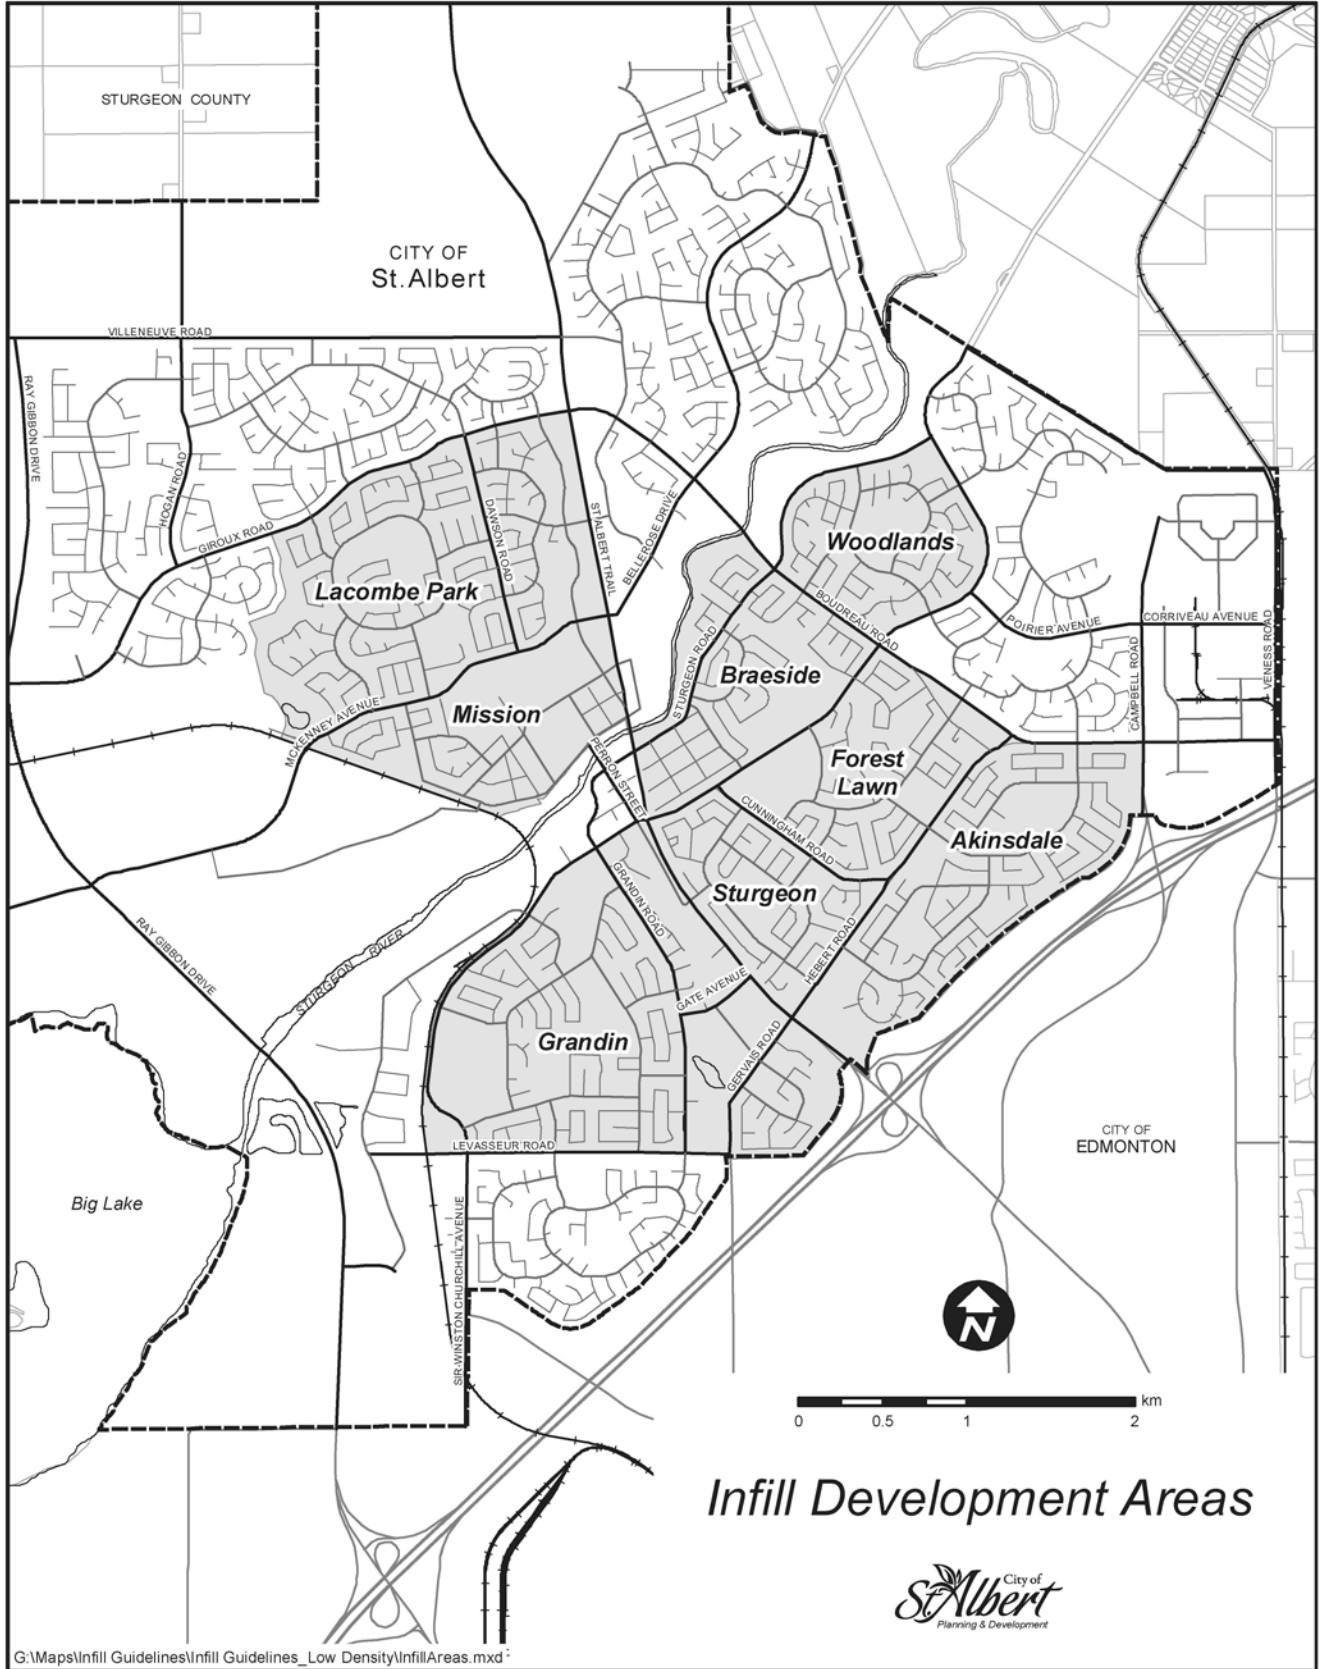 STURGEON COUNTY
CITY OF
St.Albert
VILLENEUVE ROAD
RAY GIBBON DRIVE
HOGAN ROAD
GIROUX ROAD
DAWSON ROAD
ST ALBERT TRAIL
BELLEROSE DRIVE
Woodlands
Lacombe Park
BOUDREAU ROAD
POIRIER AVENUE
CORRIVEAU AVENUE
VENESS ROAD
CAMPBELL ROAD
STURGEON ROAD
Braeside
MCKENNEY AVENUE
Mission
PERRON STREET
Forest
Lawn
CUNNINGHAM ROAD
Akinsdale
Sturgeon
GRANDIN ROAD
HEBERT ROAD
RAY GIBBON DRIVE
STURGEON RIVER
GATE AVENUE
Grandin
GERVAIS ROAD
LEVASSEUR ROAD
CITY OF
EDMONTON
Big Lake
SIR WINSTON CHURCHILL AVENUE
N
km
0 0.5 1 2
Infill Development Areas
City of
St. Albert
Planning & Development
G:\Maps\Infill Guidelines\Infill Guidelines_Low Density\InfillAreas.mxd